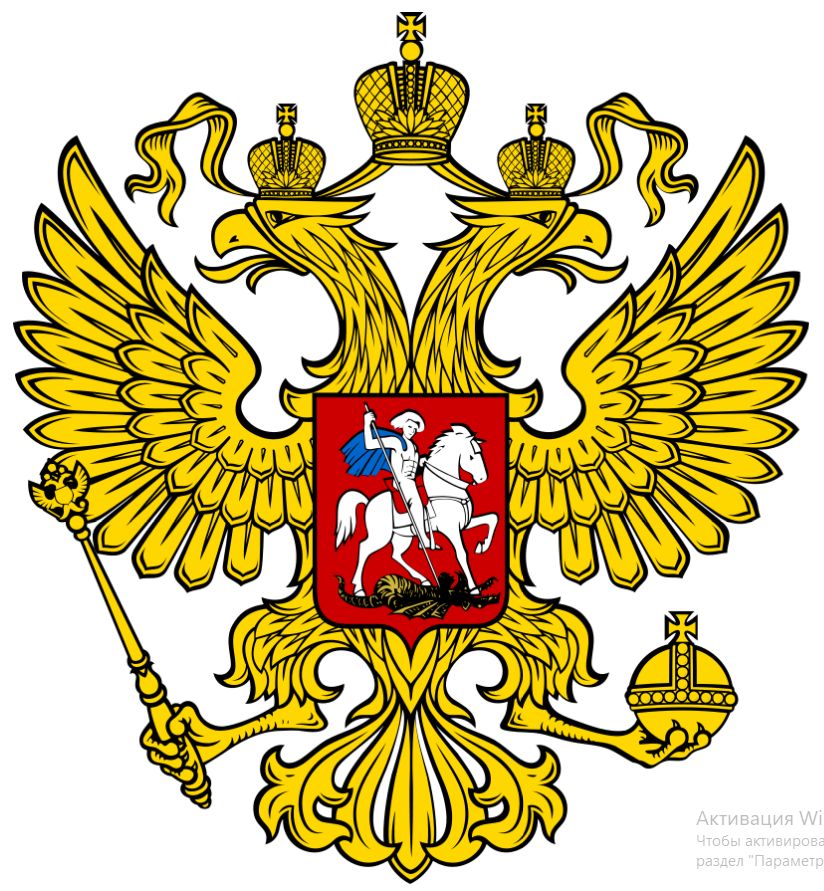 Активация Wi
Чтобы активирова
раздел "Параметр